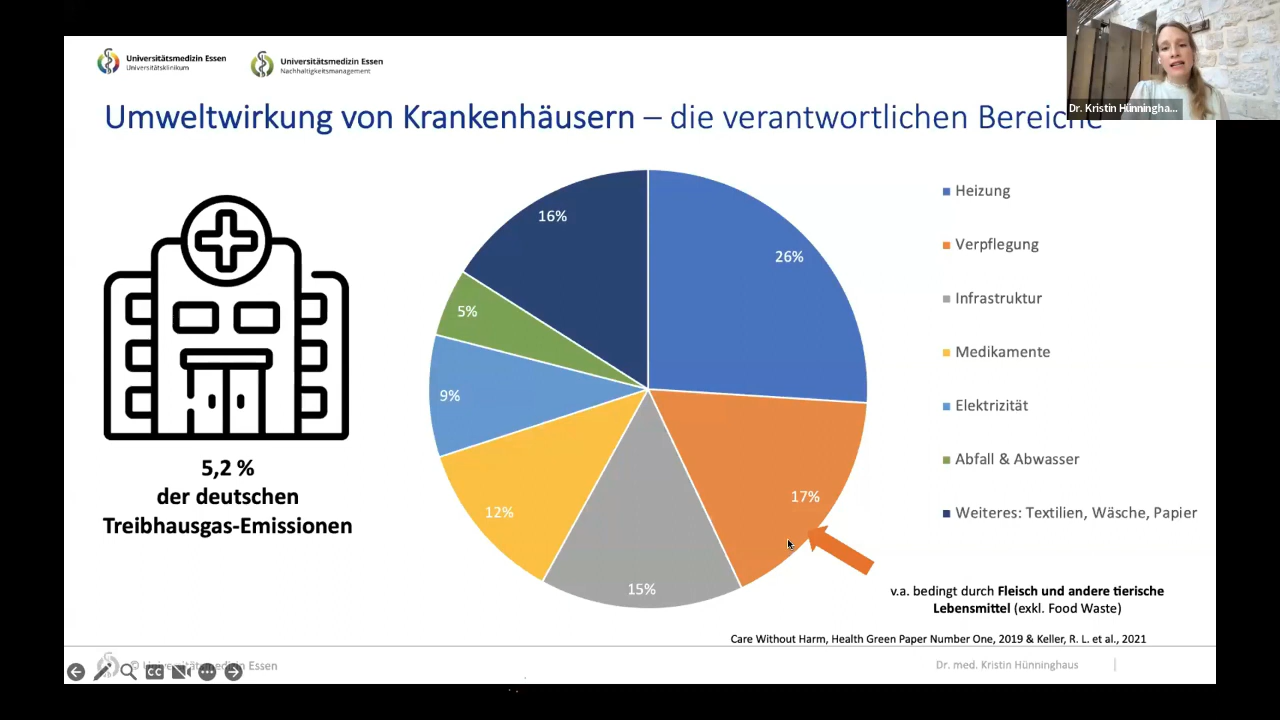 Universitätsmedizin Essen
Universitätsklinikum
Universitätsmedizin Essen
Nachhaltigkeitsmanagement
Dr. Kristin Hünningha...
Umweltwirkung von Krankenhäusern – die verantwortlichen Bereiche
16%
26%
5%
9%
17%
12%
15%
Heizung
Verpflegung
Infrastruktur
Medikamente
Elektrizität
Abfall & Abwasser
Weiteres: Textilien, Wäsche, Papier
5,2 %
der deutschen
Treibhausgas-Emissionen
v.a. bedingt durch Fleisch und andere tierische
Lebensmittel (exkl. Food Waste)
Care Without Harm, Health Green Paper Number One, 2019 & Keller, R. L. et al., 2021
© Universitätsmedizin Essen
CC
Dr. med. Kristin Hünninghaus